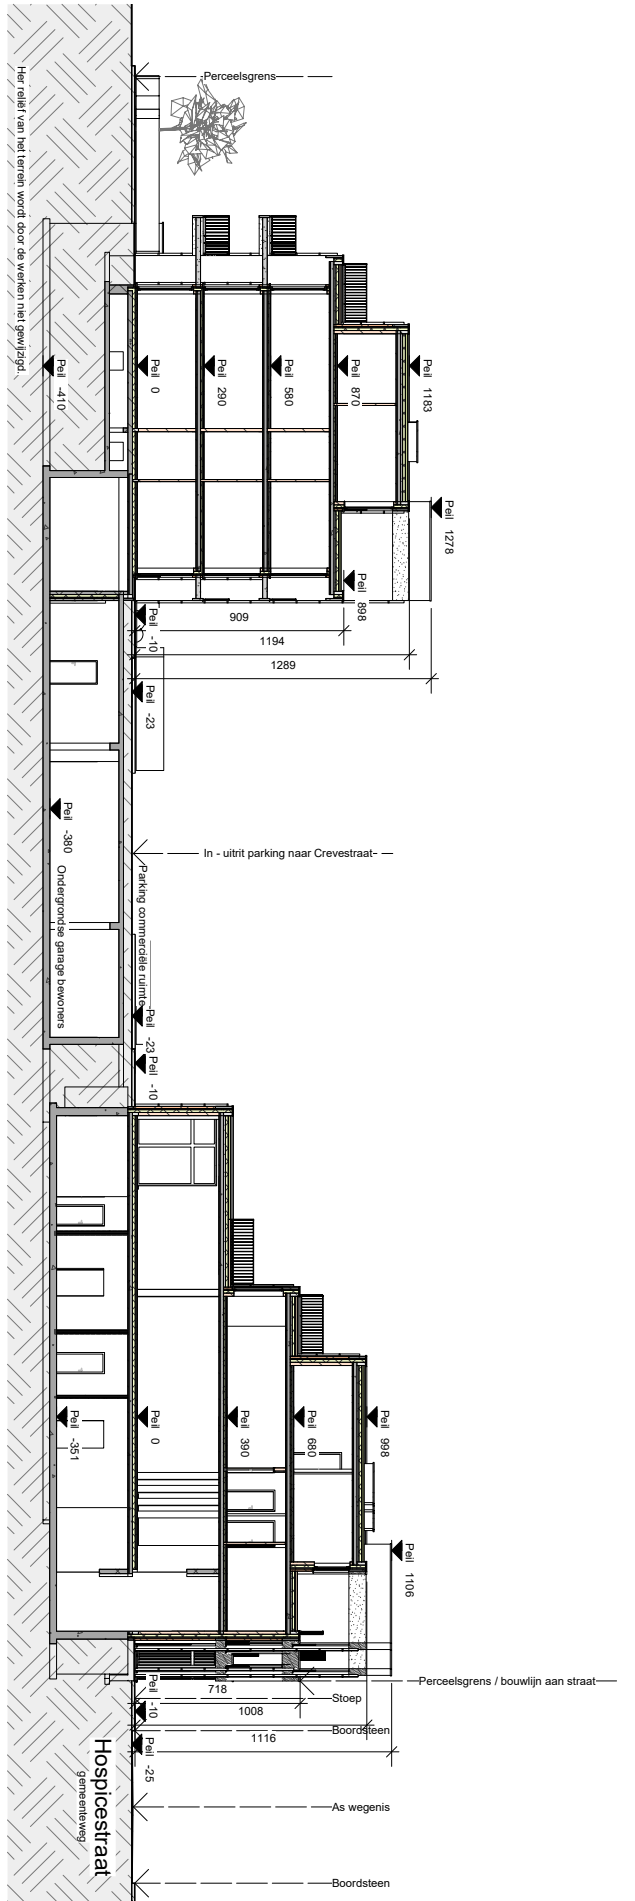 Perceelsgrens
Het reliëf van het terrein wordt door de werken niet gewijzigd.
Peil -410
Peil 0
Peil 290
Peil 580
Peil 870
Peil 1183
Peil 1278
Peil 898
909
1194
1289
Peil -10
Peil -23
Peil -380
Ondergrondse garage bewoners
In - uitrit parking naar Crevestraat
Parking commerciële ruimte
Peil -23
Peil -10
Peil -351
Peil 0
Peil 390
Peil 680
Peil 998
Peil 1106
Perceelsgrens / bouwlijn aan straat
718
Stoep
1008
Boordsteen
1116
Peil -10
Peil -25
Hospicestraat
gemeenteweg
As wegenis
Boordsteen